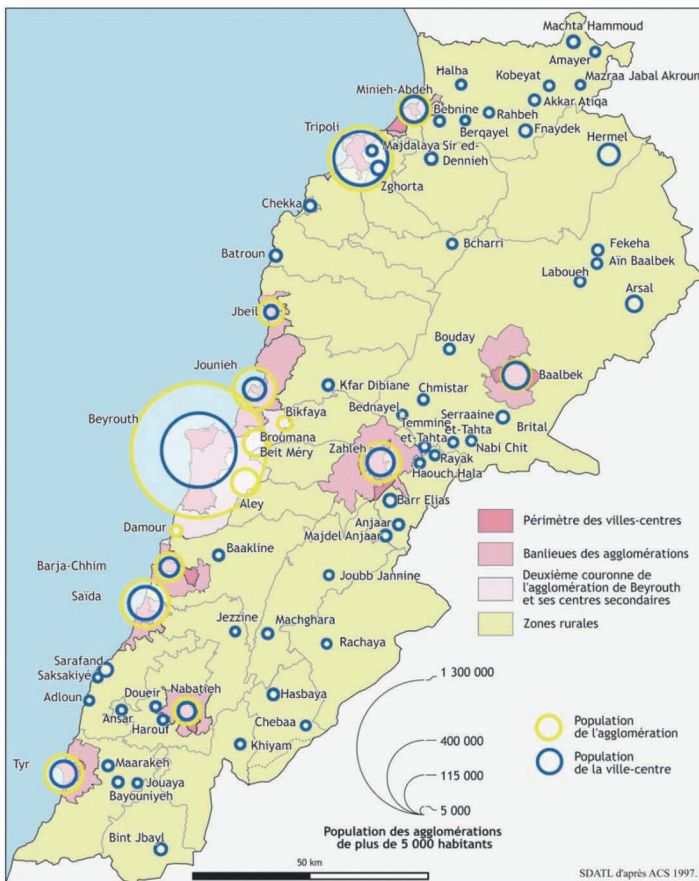 Machta Hammoud
Amayer
Halba
Kobeyat
Mazraa Jabal Akroun
Minieh-Abdeh
Akkar Atiqa
Bebnine
Rahbeh
Berqayel
Fnaydek
Tripoli
Majdalaya
Sir ed-
Dennieh
Hermel
Zghorta
Chekka
Bcharri
Fekeha
Batroun
Aïn Baalbek
Laboueh
Arsal
Jbeil
Bouday
Jounieh
Baalbek
Kfar Dibiane
Chmistar
Beyrouth
Bikfaya
Bednayel
Serraaine
et-Tahta
Brital
Temmine
et-Tahta
Broumana
Beit Méry
Zahleh
Nabi Chit
Rayak
Haouch Hala
Aley
Barr Elias
Damour
Anjaar
Majdel Anjaar
Baakline
Barja-Chhim
Joubb Jannine
Saïda
Jezzine
Machghara
Rachaya
Sarafand
Saksakiyé
Adloun
Doueir
Nabatieh
Hasbaya
Ansar
Harouf
Chebaa
Khiyam
Tyr
Maarakeh
Jouaya
Bayouniyeh
Bint Jbayl
Périmètre des villes-centres
Banlieues des agglomérations
Deuxième couronne de
l'agglomération de Beyrouth
et ses centres secondaires
Zones rurales
1 300 000
400 000
115 000
5 000
Population
de l'agglomération
Population
de la ville-centre
Population des agglomérations
de plus de 5 000 habitants
50 km
SDATL d'après ACS 1997.